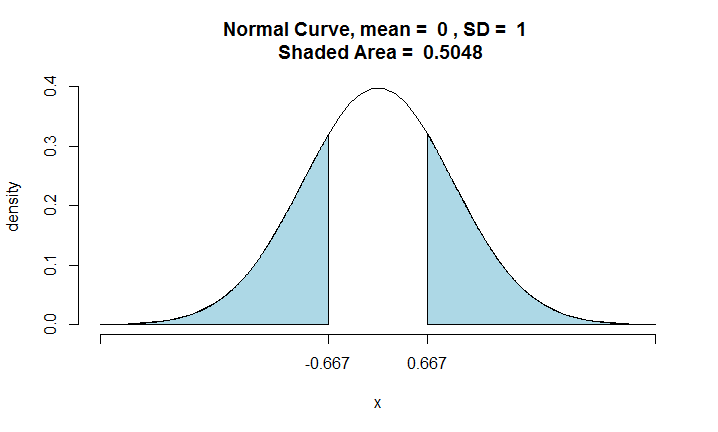 Normal Curve, mean =  0 , SD =  1
Shaded Area =  0.5048
density
0.4
0.3
0.2
0.1
0.0
-0.667
0.667
x